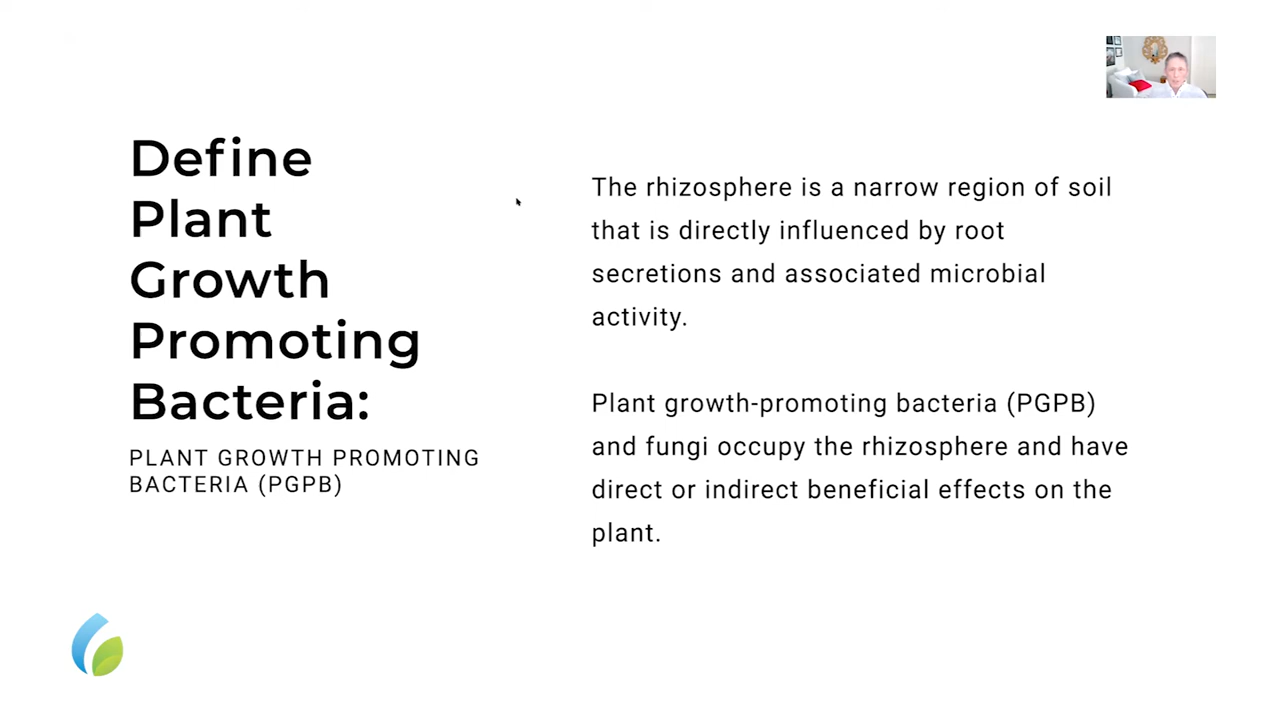 Define
Plant
Growth
Promoting
Bacteria:
PLANT GROWTH PROMOTING
BACTERIA (PGPB)
The rhizosphere is a narrow region of soil
that is directly influenced by root
secretions and associated microbial
activity.
Plant growth-promoting bacteria (PGPB)
and fungi occupy the rhizosphere and have
direct or indirect beneficial effects on the
plant.